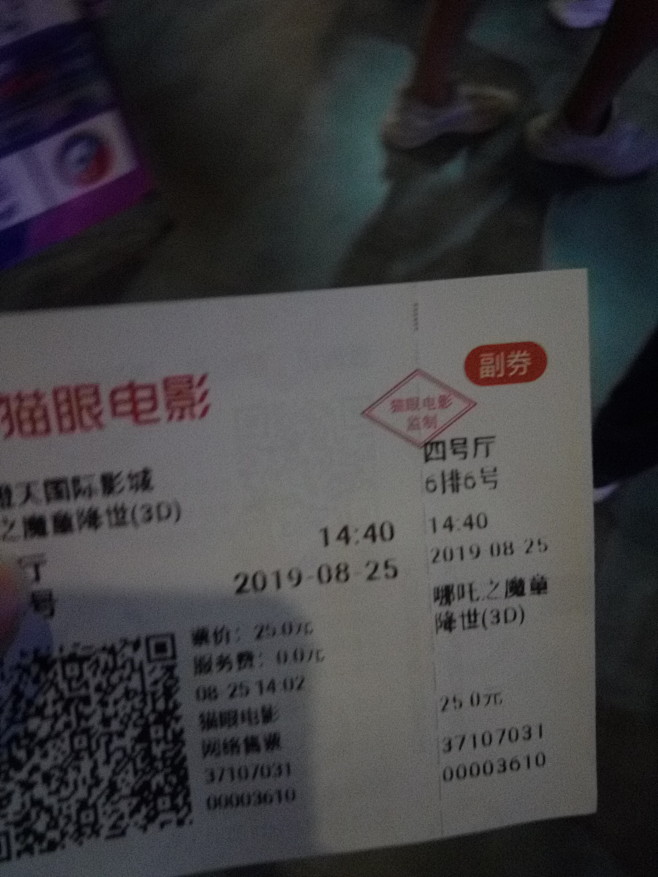 猫眼电影
天国际影城
之魔童降世(3D)
厅
号
14:40
2019-08-25
票价：25.0元
服务费：0.0元
08-25 14:02
猫眼电影
网络售票
37107031
00003610
猫眼电影
监制
副券
四号厅
6排6号
14:40
2019-08-25
哪吒之魔童
降世(3D)
25.0元
37107031
00003610